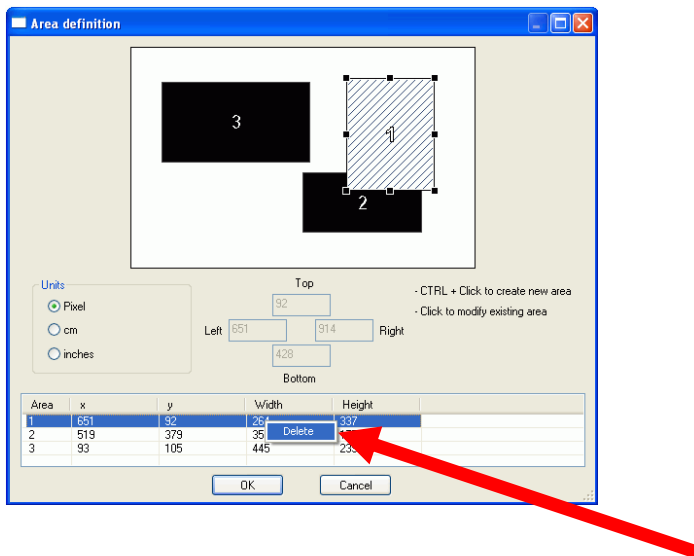 Area definition
3
1
2
Units
Pixel
cm
inches
Top
92
Left 651 914 Right
428
Bottom
- CTRL + Click to create new area
- Click to modify existing area
Area x y Width Height
1 651 92 337
2 519 379 Delete
3 93 105 445
OK Cancel